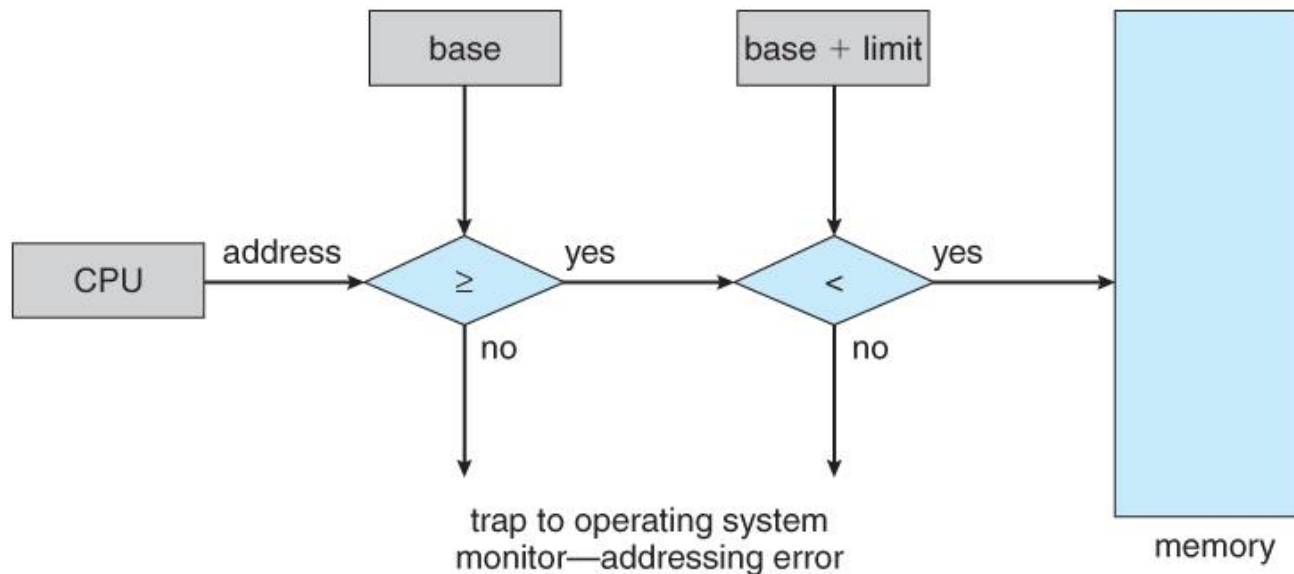 base
base + limit
address
yes
yes
CPU
≥
<
no
no
trap to operating system
monitor—addressing error
memory